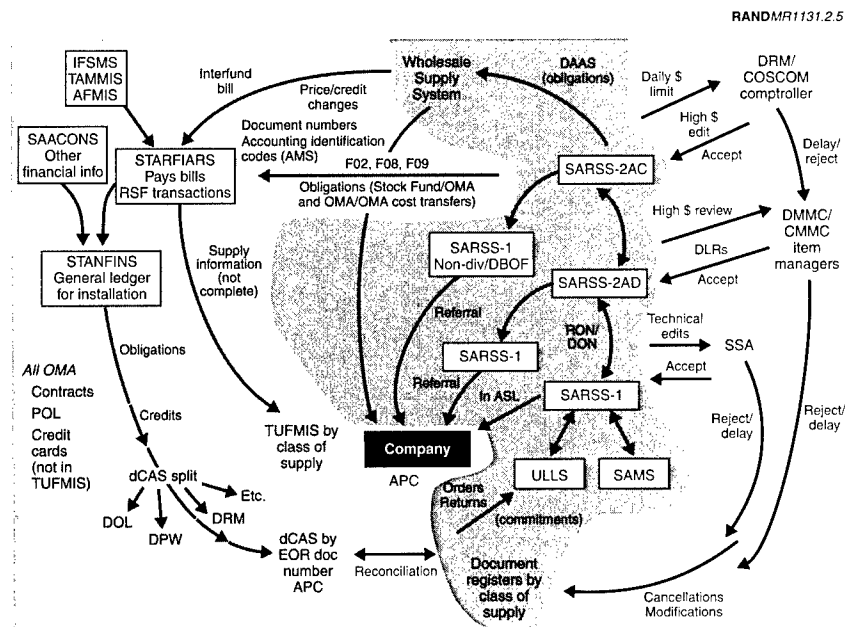 RANDMR1131.2.5
IFSMS
TAMMIS
AFMIS
Interfund
bill
Price/credit
changes
Wholesale
Supply
System
DAAS
(obligations)
Daily $
limit
DRM/
COSCOM
comptroller
High $
edit
Accept
Delay/
reject
SAACONS
Other
financial info
STARFIARS
Pays bills
RSF transactions
Document numbers
Accounting identification
codes (AMS)
F02, F08, F09
Obligations (Stock Fund/OMA
and OMA/OMA cost transfers)
SARSS-2AC
High $ review
DMMC/
CMMC
item
managers
DLRs
Accept
STANFINS
General ledger
for installation
Supply
information
(not
complete)
SARSS-1
Non-div/DBOF
SARSS-2AD
Referral
RON/
DON
Technical
edits
SSA
Accept
SARSS-1
Referral
In ASL
SARSS-1
Obligations
All OMA
Contracts
POL
Credit
cards
(not in
TUFMIS)
Credits
TUFMIS by
class of
supply
Company
APC
ULLS
SAMS
Reject/
delay
Reject/
delay
dCAS split
Etc.
DOL
DPW
DRM
Orders
Returns
(commitments)
dCAS by
EOR doc
number
APC
Reconciliation
Document
registers by
class of
supply
Cancellations
Modifications